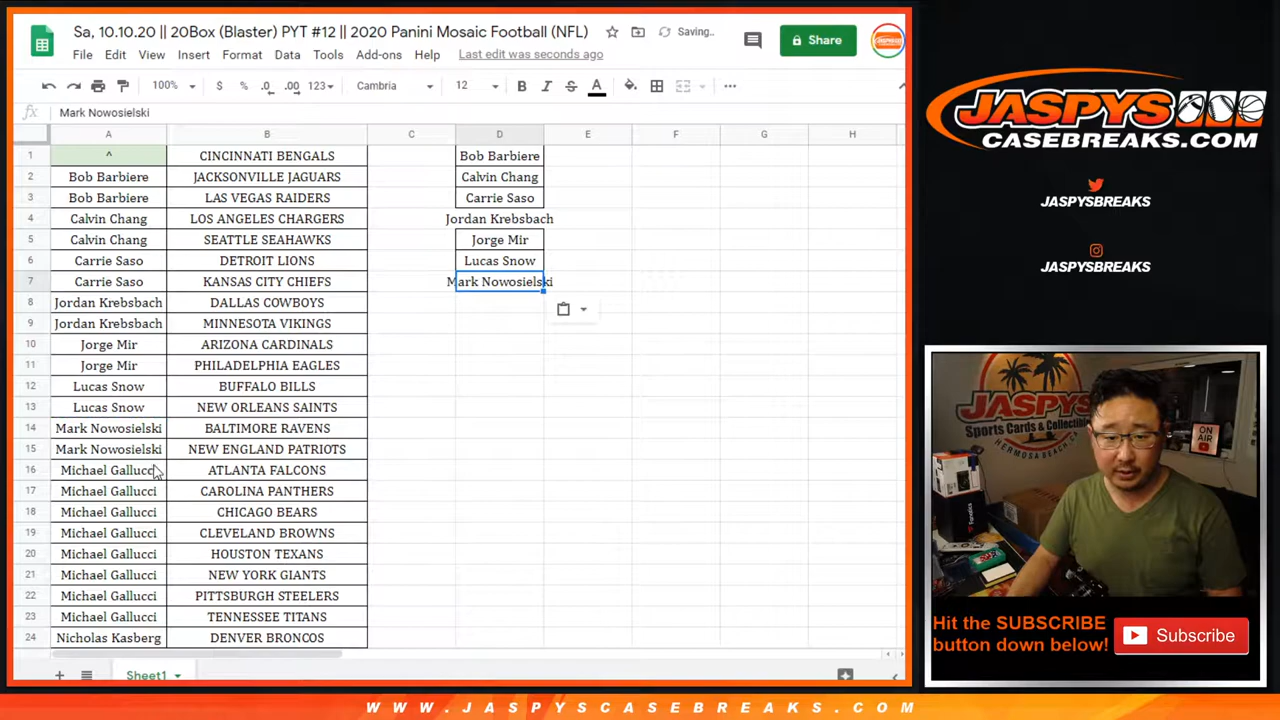 Sa, 10.10.20 || 20Box (Blaster) PYT #12 || 2020 Panini Mosaic Football (NFL)
Saving...
File Edit View Insert Format Data Tools Add-ons Help Last edit was seconds ago
Share
100% $ % .0 .00 123 Cambria 12 B I S A
fx Mark Nowosielski
A B C D E F G H
1 ^ CINCINNATI BENGALS Bob Barbiere
2 Bob Barbiere JACKSONVILLE JAGUARS Calvin Chang
3 Bob Barbiere LAS VEGAS RAIDERS Carrie Saso
4 Calvin Chang LOS ANGELES CHARGERS Jordan Krebsbach
5 Calvin Chang SEATTLE SEAHAWKS Jorge Mir
6 Carrie Saso DETROIT LIONS Lucas Snow
7 Carrie Saso KANSAS CITY CHIEFS Mark Nowosielski
8 Jordan Krebsbach DALLAS COWBOYS
9 Jordan Krebsbach MINNESOTA VIKINGS
10 Jorge Mir ARIZONA CARDINALS
11 Jorge Mir PHILADELPHIA EAGLES
12 Lucas Snow BUFFALO BILLS
13 Lucas Snow NEW ORLEANS SAINTS
14 Mark Nowosielski BALTIMORE RAVENS
15 Mark Nowosielski NEW ENGLAND PATRIOTS
16 Michael Gallucci ATLANTA FALCONS
17 Michael Gallucci CAROLINA PANTHERS
18 Michael Gallucci CHICAGO BEARS
19 Michael Gallucci CLEVELAND BROWNS
20 Michael Gallucci HOUSTON TEXANS
21 Michael Gallucci NEW YORK GIANTS
22 Michael Gallucci PITTSBURGH STEELERS
23 Michael Gallucci TENNESSEE TITANS
24 Nicholas Kasberg DENVER BRONCOS
Sheet1
JASPYS
CASEBREAKS.COM
JASPYSBREAKS
JASPYSBREAKS
JASPYS
Sports Cards & Collectibles
HERMOSA BEACH, CA
ON AIR
Hit the SUBSCRIBE
button down below!
Subscribe
WWW.JASPYSCASEBREAKS.COM